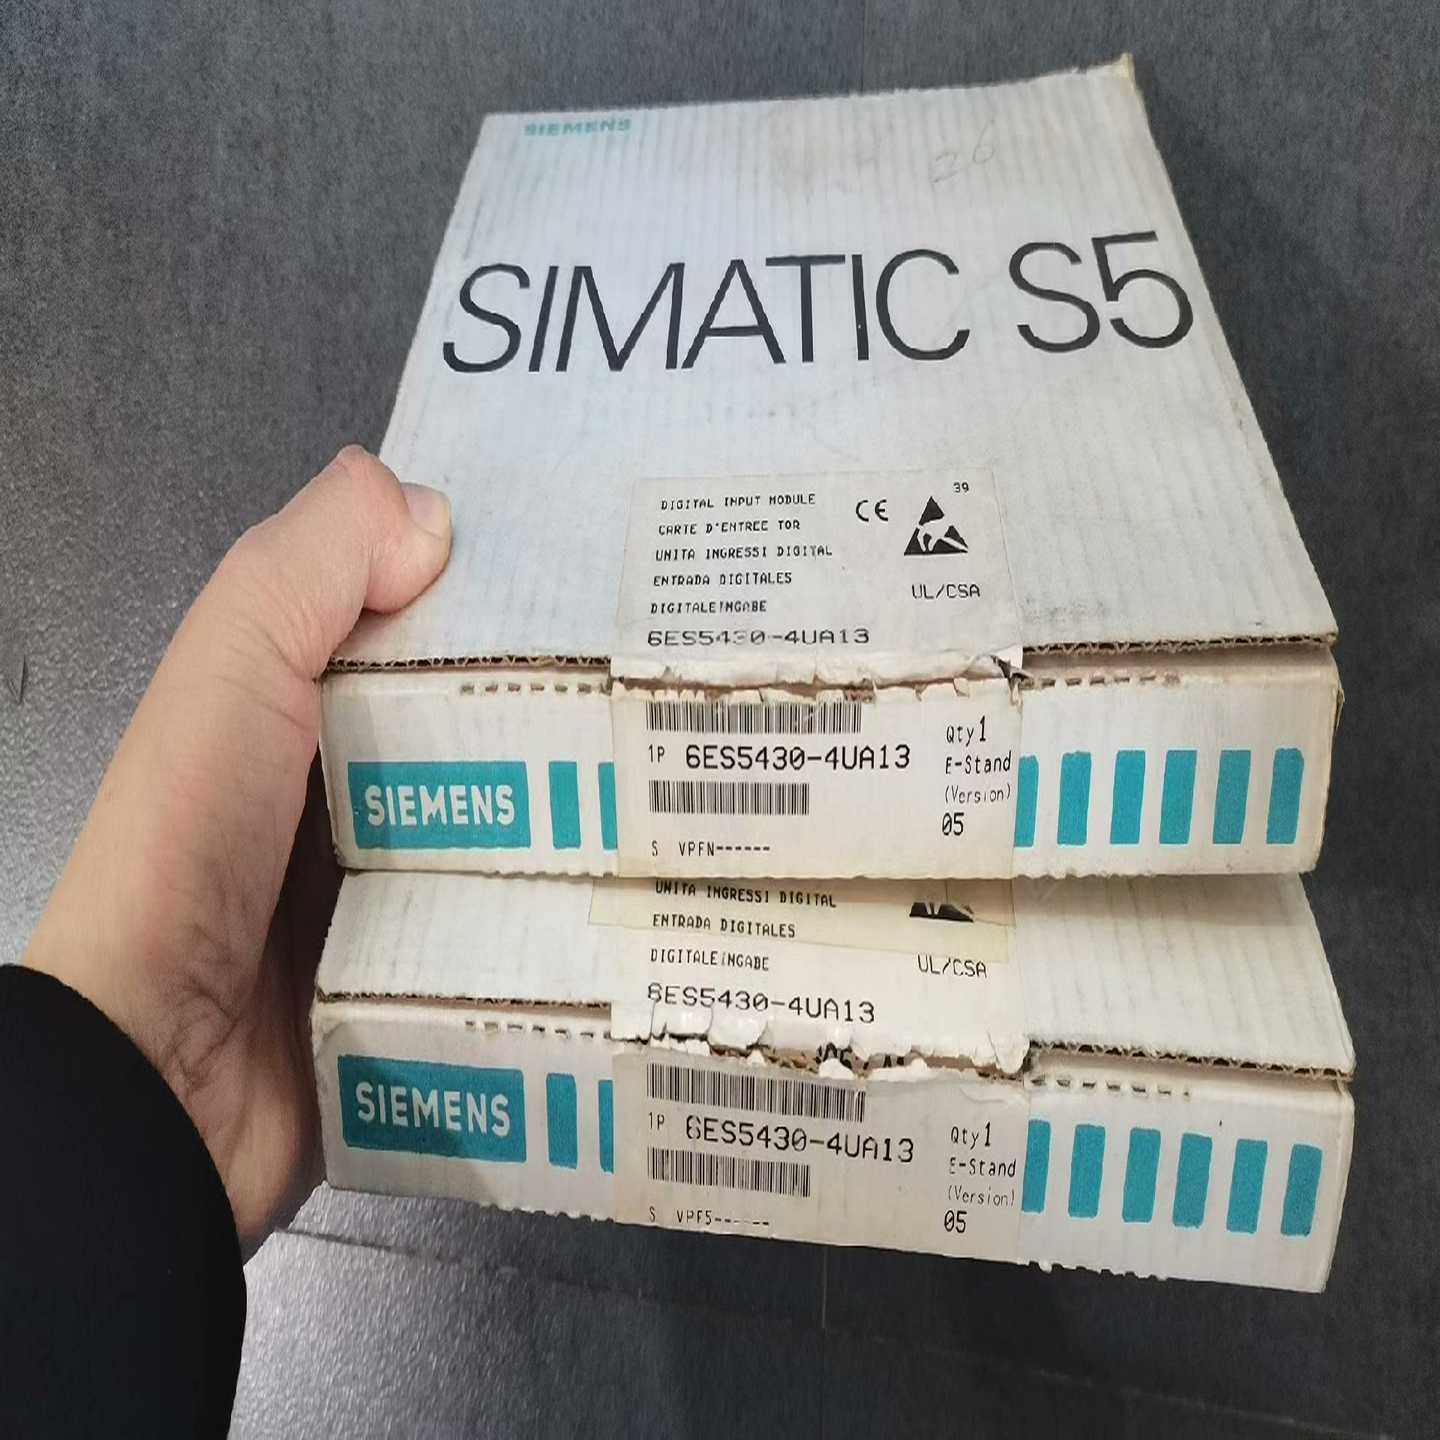 SIEMENS
26
SIMATIC S5
39
DIGITAL INPUT MODULE
CE
CARTE D'ENTREE TOR
UNITA INGRESSI DIGITAL
ENTRADA DIGITALES
UL/CSA
DIGITALEINGABE
6ES5430-4UA13
Qty 1
1P 6ES5430-4UA13
E-Stand
(Version)
05
SIEMENS
S VPFN------
UNITA INGRESSI DIGITAL
ENTRADA DIGITALES
DIGITALEINGABE
UL/CSA
6ES5430-4UA13
SIEMENS
1P 6ES5430-4UA13
Qty 1
E-Stand
(Version)
05
S VPF5------